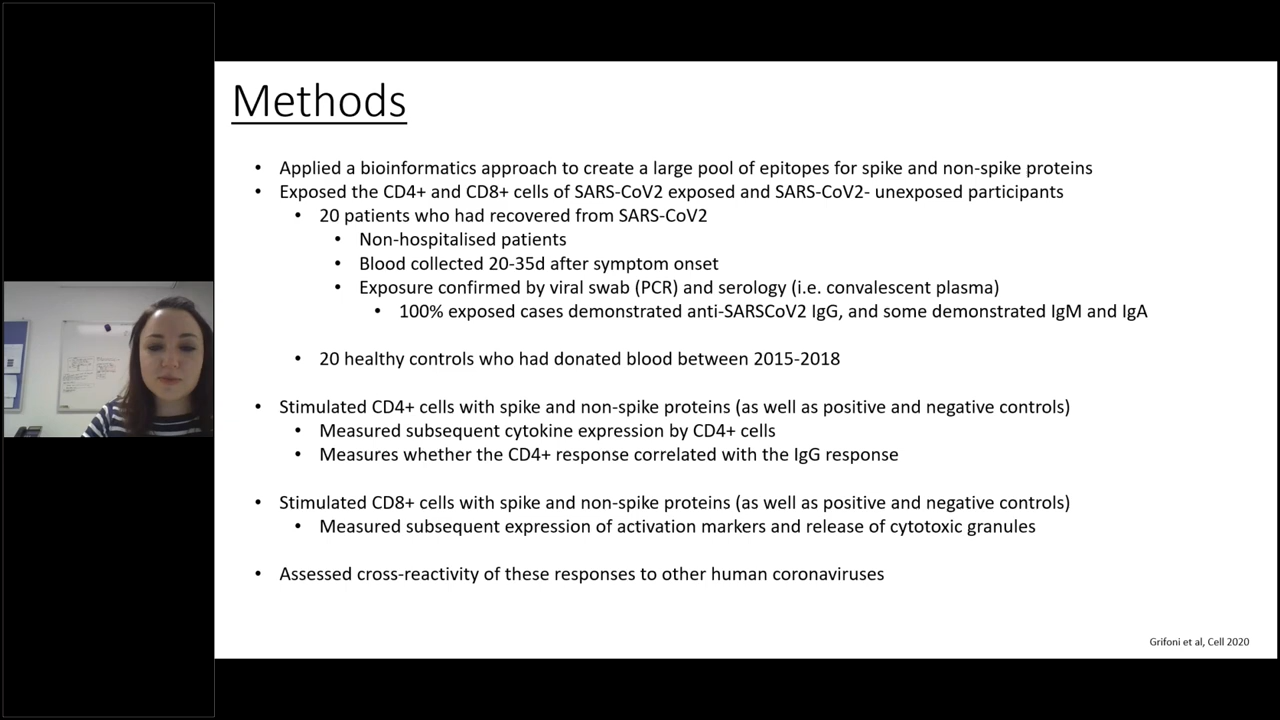 Methods
• Applied a bioinformatics approach to create a large pool of epitopes for spike and non-spike proteins
• Exposed the CD4+ and CD8+ cells of SARS-CoV2 exposed and SARS-CoV2- unexposed participants
• 20 patients who had recovered from SARS-CoV2
• Non-hospitalised patients
• Blood collected 20-35d after symptom onset
• Exposure confirmed by viral swab (PCR) and serology (i.e. convalescent plasma)
• 100% exposed cases demonstrated anti-SARSCoV2 IgG, and some demonstrated IgM and IgA
• 20 healthy controls who had donated blood between 2015-2018
• Stimulated CD4+ cells with spike and non-spike proteins (as well as positive and negative controls)
• Measured subsequent cytokine expression by CD4+ cells
• Measures whether the CD4+ response correlated with the IgG response
• Stimulated CD8+ cells with spike and non-spike proteins (as well as positive and negative controls)
• Measured subsequent expression of activation markers and release of cytotoxic granules
• Assessed cross-reactivity of these responses to other human coronaviruses
Grifoni et al, Cell 2020